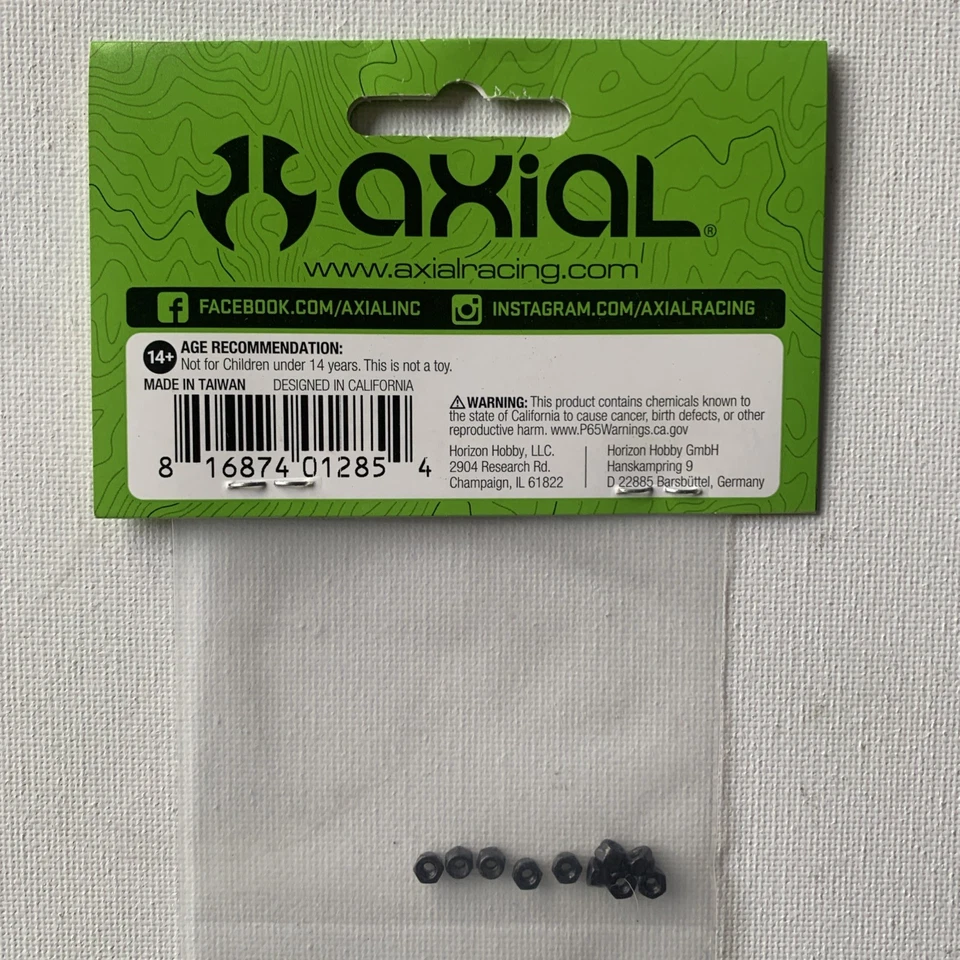 axial®
www.axialracing.com
FACEBOOK.COM/AXIALINC INSTAGRAM.COM/AXIALRACING
14+ AGE RECOMMENDATION:
Not for Children under 14 years. This is not a toy.
MADE IN TAIWAN DESIGNED IN CALIFORNIA
8 16874 01285 4
WARNING: This product contains chemicals known to
the state of California to cause cancer, birth defects, or other
reproductive harm. www.P65Warnings.ca.gov
Horizon Hobby, LLC.
2904 Research Rd.
Champaign, IL 61822
Horizon Hobby GmbH
Hanskampring 9
D 22885 Barsbüttel, Germany